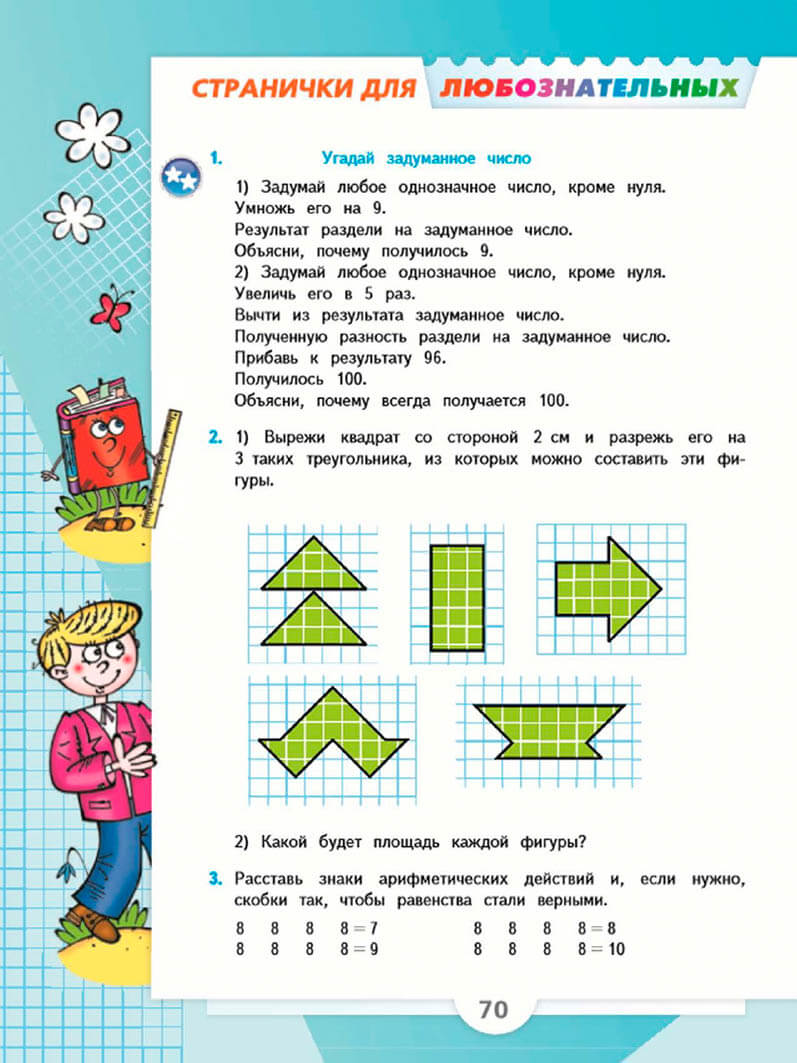 СТРАНИЧКИ ДЛЯ ЛЮБОЗНАТЕЛЬНЫХ
1. Угадай задуманное число
1) Задумай любое однозначное число, кроме нуля.
Умножь его на 9.
Результат раздели на задуманное число.
Объясни, почему получилось 9.
2) Задумай любое однозначное число, кроме нуля.
Увеличь его в 5 раз.
Вычти из результата задуманное число.
Полученную разность раздели на задуманное число.
Прибавь к результату 96.
Получилось 100.
Объясни, почему всегда получается 100.
2. 1) Вырежи квадрат со стороной 2 см и разрежь его на
3 таких треугольника, из которых можно составить эти фи-
гуры.
2) Какой будет площадь каждой фигуры?
3. Расставь знаки арифметических действий и, если нужно,
скобки так, чтобы равенства стали верными.
8 8 8 8 = 7 8 8 8 8 = 8
8 8 8 8 = 9 8 8 8 8 = 10
70